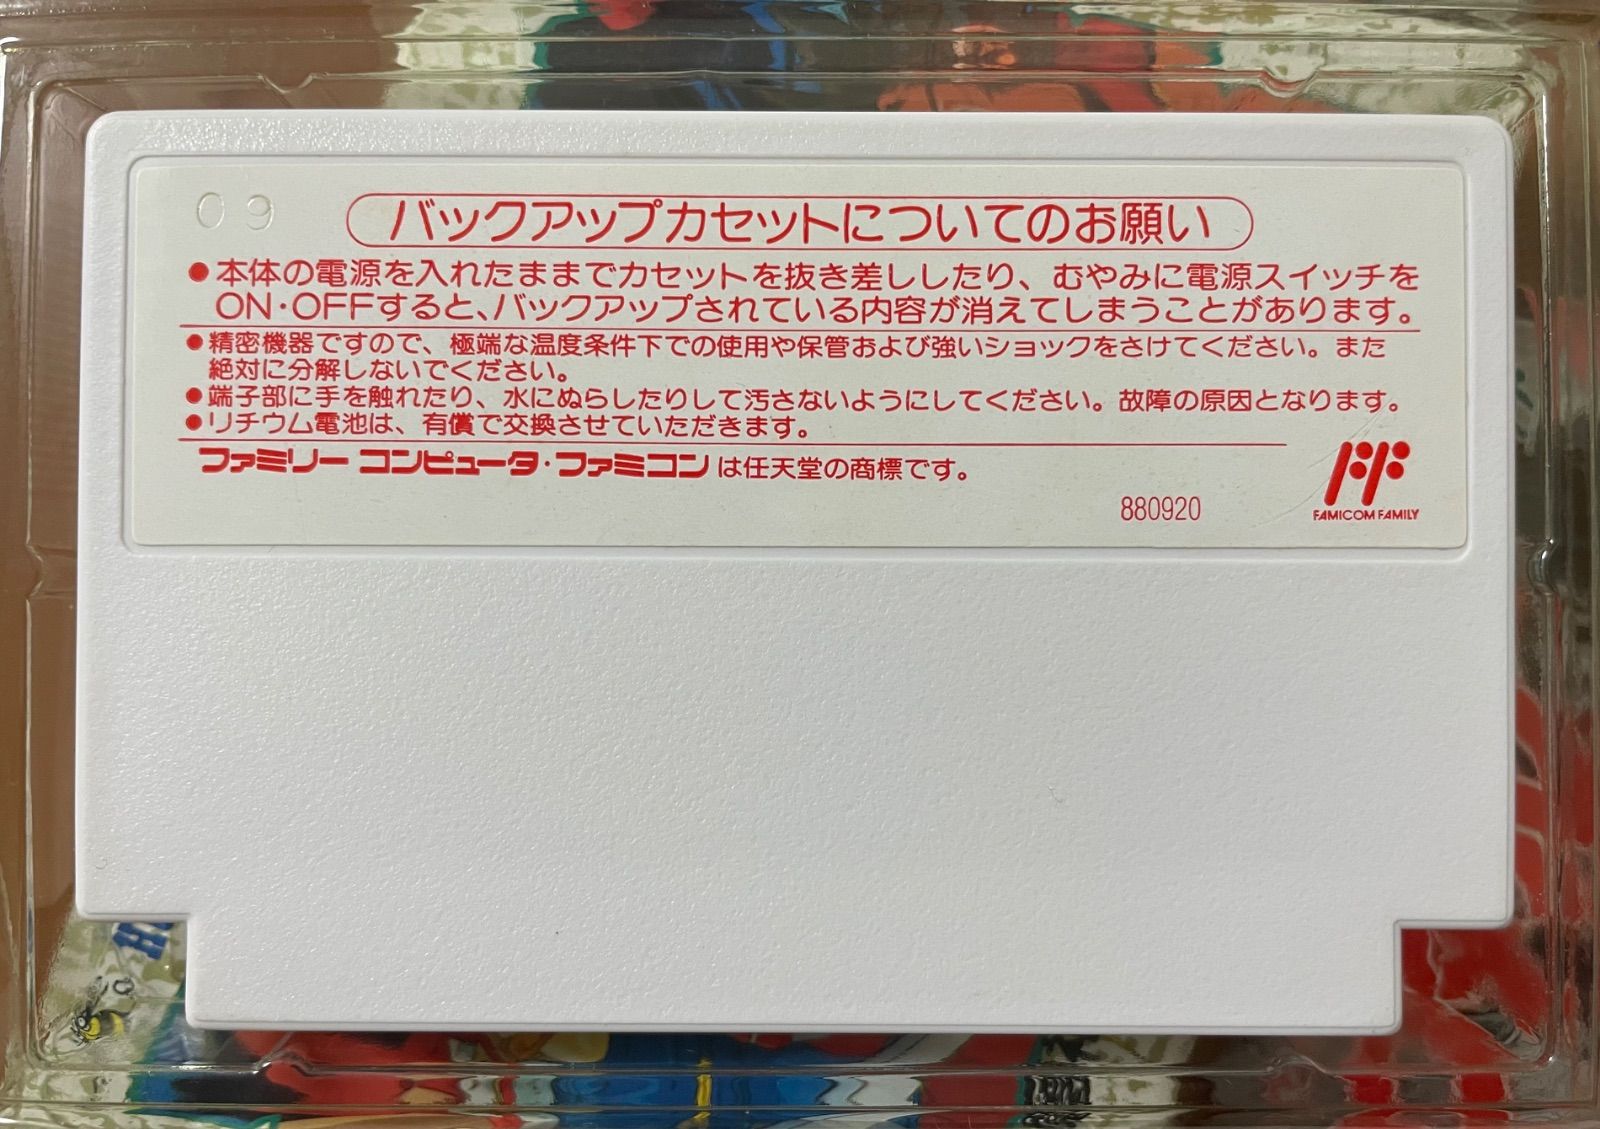 09
バックアップカセットについてのお願い
●本体の電源を入れたままでカセットを抜き差ししたり、むやみに電源スイッチを
ON・OFFすると、バックアップされている内容が消えてしまうことがあります。
●精密機器ですので、極端な温度条件下での使用や保管および強いショックをさけてください。また
絶対に分解しないでください。
●端子部に手を触れたり、水にぬらしたりして汚さないようにしてください。故障の原因となります。
●リチウム電池は、有償で交換させていただきます。
ファミリー コンピュータ・ファミコンは任天堂の商標です。
880920
FAMICOM FAMILY